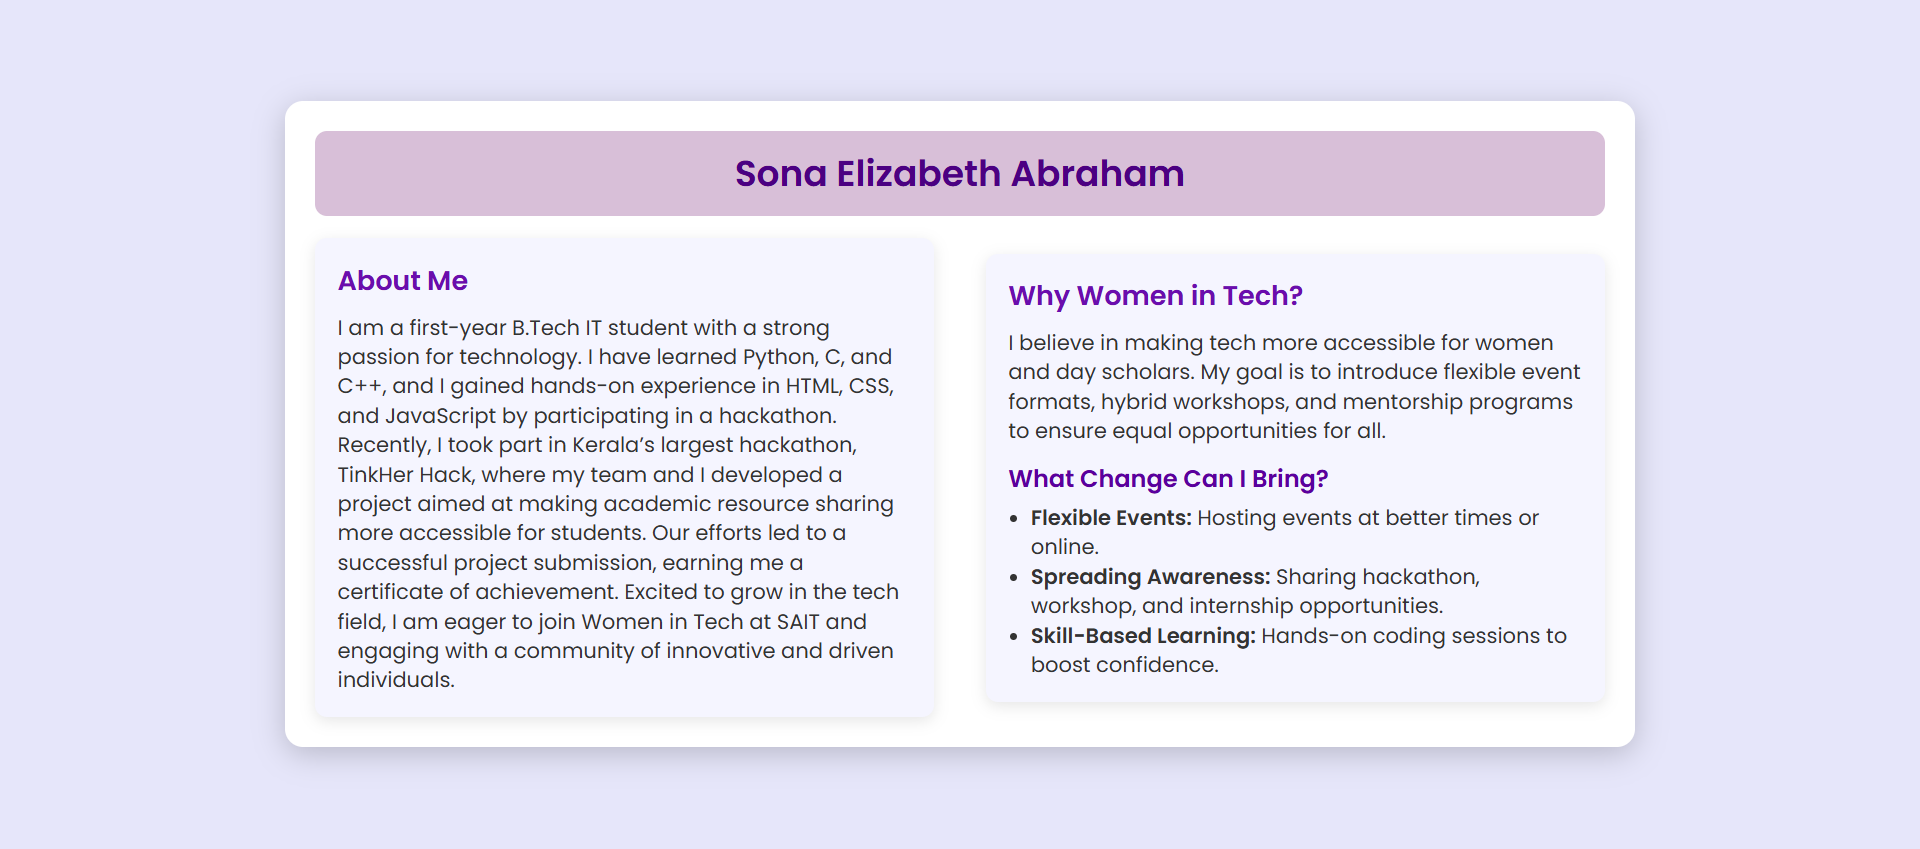 Sona Elizabeth Abraham
About Me
I am a first-year B.Tech IT student with a strong
passion for technology. I have learned Python, C, and
C++, and I gained hands-on experience in HTML, CSS,
and JavaScript by participating in a hackathon.
Recently, I took part in Kerala’s largest hackathon,
TinkHer Hack, where my team and I developed a
project aimed at making academic resource sharing
more accessible for students. Our efforts led to a
successful project submission, earning me a
certificate of achievement. Excited to grow in the tech
field, I am eager to join Women in Tech at SAIT and
engaging with a community of innovative and driven
individuals.
Why Women in Tech?
I believe in making tech more accessible for women
and day scholars. My goal is to introduce flexible event
formats, hybrid workshops, and mentorship programs
to ensure equal opportunities for all.
What Change Can I Bring?
• Flexible Events: Hosting events at better times or
online.
• Spreading Awareness: Sharing hackathon,
workshop, and internship opportunities.
• Skill-Based Learning: Hands-on coding sessions to
boost confidence.